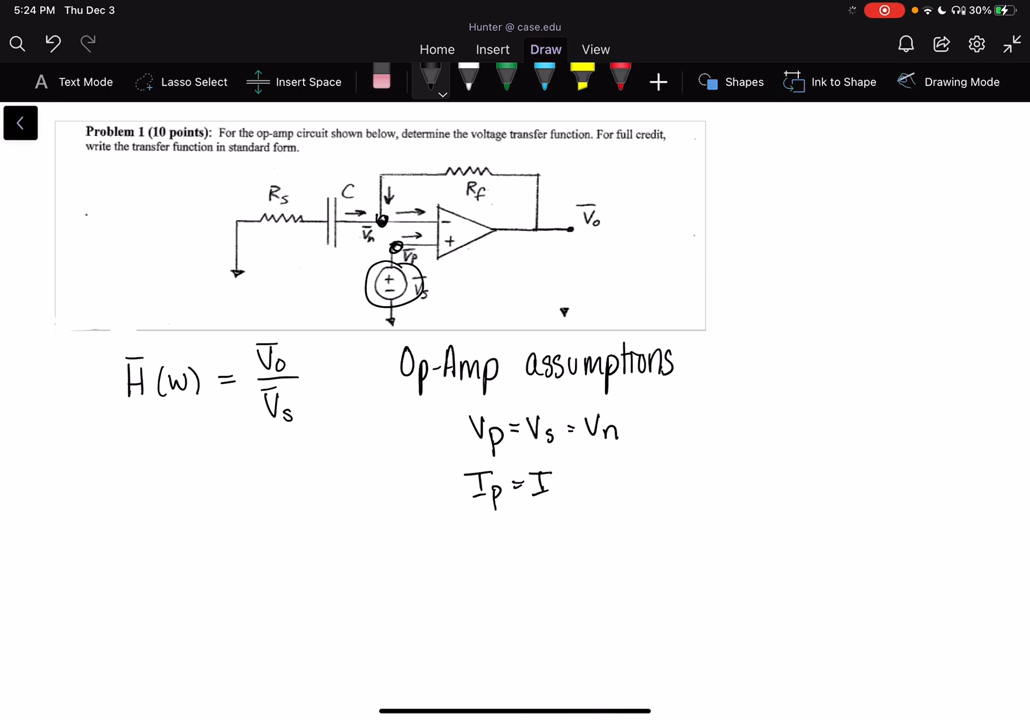 5:24 PM Thu Dec 3
30%
Hunter @ case.edu
Home Insert Draw View
A Text Mode Lasso Select Insert Space Shapes Ink to Shape Drawing Mode
Problem 1 (10 points): For the op-amp circuit shown below, determine the voltage transfer function. For full credit,
write the transfer function in standard form.
Rs C Rf
V̅n - V̅o
V̅p +
+
- V̅s
H̅(w) = V̅o / V̅s
Op-Amp assumptions
Vp = Vs = Vn
Ip = I